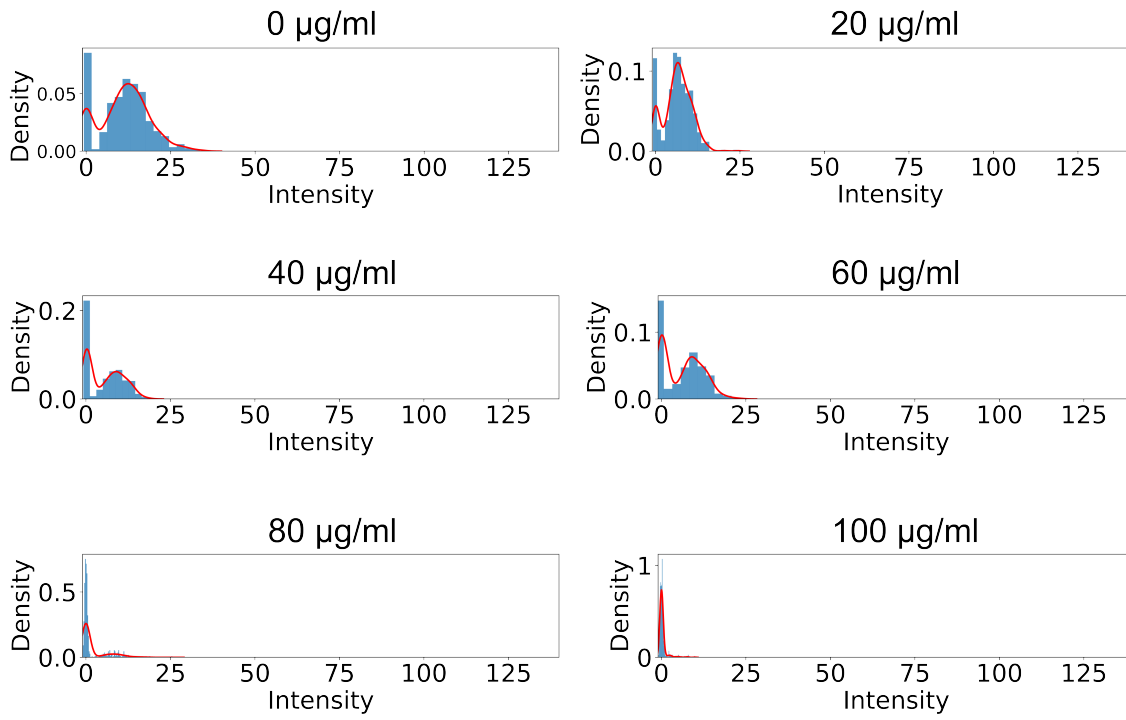 0 µg/ml
Density
0.05
0.00
0 25 50 75 100 125
Intensity
20 µg/ml
Density
0.1
0.0
0 25 50 75 100 125
Intensity
40 µg/ml
Density
0.2
0.0
0 25 50 75 100 125
Intensity
60 µg/ml
Density
0.1
0.0
0 25 50 75 100 125
Intensity
80 µg/ml
Density
0.5
0.0
0 25 50 75 100 125
Intensity
100 µg/ml
Density
1
0
0 25 50 75 100 125
Intensity